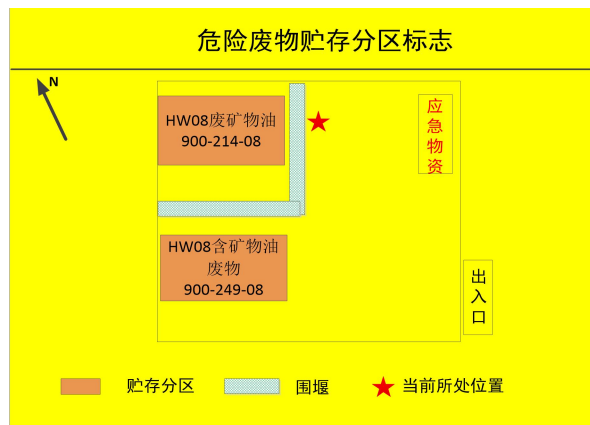 危险废物贮存分区标志
N
HW08废矿物油
900-214-08
应急物资
HW08含矿物油
废物
900-249-08
出入口
贮存分区
围堰
当前所处位置